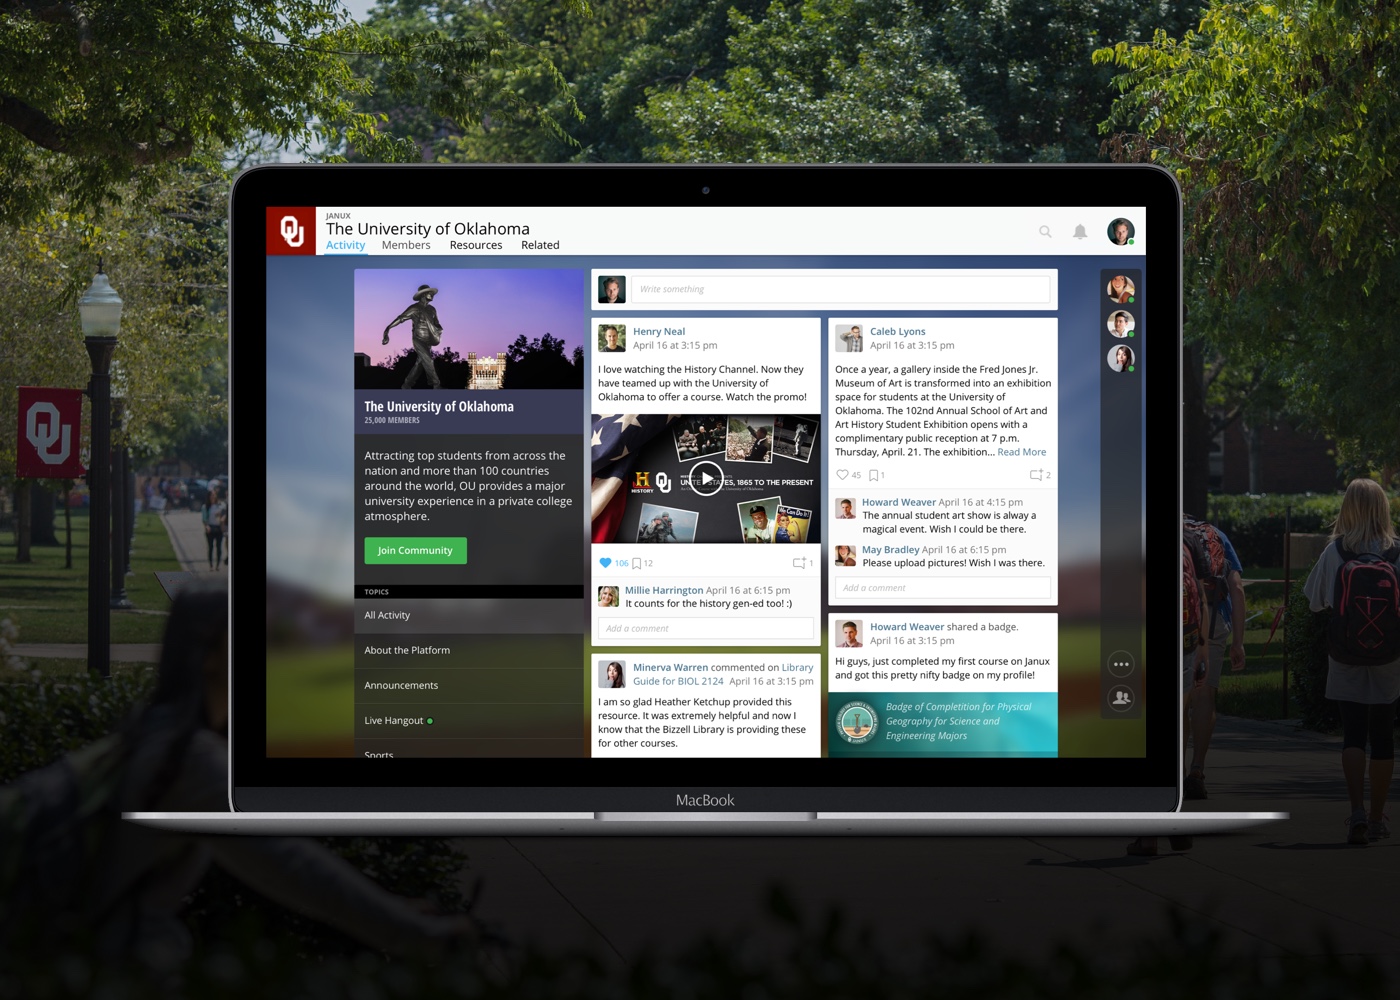 JANUX
The University of Oklahoma
Activity Members Resources Related
The University of Oklahoma
25,000 MEMBERS
Attracting top students from across the
nation and more than 100 countries
around the world, OU provides a major
university experience in a private college
atmosphere.
Join Community
TOPICS
All Activity
About the Platform
Announcements
Live Hangout
Sports
Write something
Henry Neal
April 16 at 3:15 pm
I love watching the History Channel. Now they
have teamed up with the University of
Oklahoma to offer a course. Watch the promo!
H
HISTORY
OU
UNITED STATES, 1865 TO THE PRESENT
We Can Do It!
106 12 1
Millie Harrington April 16 at 6:15 pm
It counts for the history gen-ed too! :)
Add a comment
Minerva Warren commented on Library
Guide for BIOL 2124 April 16 at 3:15 pm
I am so glad Heather Ketchup provided this
resource. It was extremely helpful and now I
know that the Bizzell Library is providing these
for other courses.
Caleb Lyons
April 16 at 3:15 pm
Once a year, a gallery inside the Fred Jones Jr.
Museum of Art is transformed into an exhibition
space for students at the University of
Oklahoma. The 102nd Annual School of Art and
Art History Student Exhibition opens with a
complimentary public reception at 7 p.m.
Thursday, April. 21. The exhibition... Read More
45 1 2
Howard Weaver April 16 at 4:15 pm
The annual student art show is alway a
magical event. Wish I could be there.
May Bradley April 16 at 6:15 pm
Please upload pictures! Wish I was there.
Add a comment
Howard Weaver shared a badge.
April 16 at 3:15 pm
Hi guys, just completed my first course on Janux
and got this pretty nifty badge on my profile!
Badge of Completition for Physical
Geography for Science and
Engineering Majors
MacBook
OU
OU